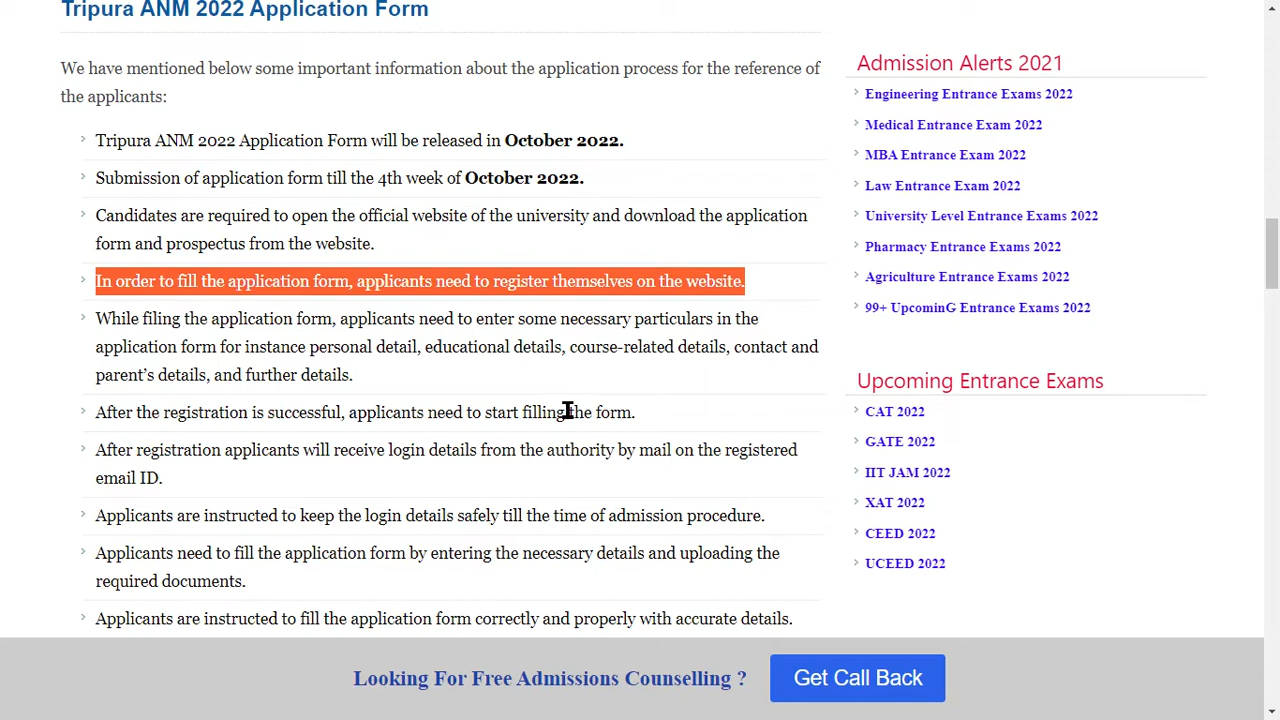 Tripura ANM 2022 Application Form
We have mentioned below some important information about the application process for the reference of
the applicants:
Tripura ANM 2022 Application Form will be released in October 2022.
Submission of application form till the 4th week of October 2022.
Candidates are required to open the official website of the university and download the application
form and prospectus from the website.
In order to fill the application form, applicants need to register themselves on the website.
While filing the application form, applicants need to enter some necessary particulars in the
application form for instance personal detail, educational details, course-related details, contact and
parent’s details, and further details.
After the registration is successful, applicants need to start filling the form.
After registration applicants will receive login details from the authority by mail on the registered
email ID.
Applicants are instructed to keep the login details safely till the time of admission procedure.
Applicants need to fill the application form by entering the necessary details and uploading the
required documents.
Applicants are instructed to fill the application form correctly and properly with accurate details.
Admission Alerts 2021
Engineering Entrance Exams 2022
Medical Entrance Exam 2022
MBA Entrance Exam 2022
Law Entrance Exam 2022
University Level Entrance Exams 2022
Pharmacy Entrance Exams 2022
Agriculture Entrance Exams 2022
99+ UpcominG Entrance Exams 2022
Upcoming Entrance Exams
CAT 2022
GATE 2022
IIT JAM 2022
XAT 2022
CEED 2022
UCEED 2022
Looking For Free Admissions Counselling ?
Get Call Back